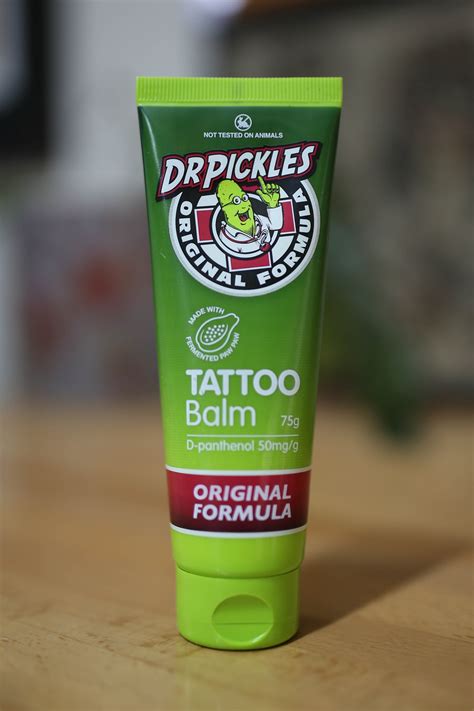 NOT TESTED ON ANIMALS
DR PICKLES
ORIGINAL FORMULA
MADE WITH
FERMENTED PAW PAW
TATTOO
Balm 75g
D-panthenol 50mg/g
ORIGINAL
FORMULA